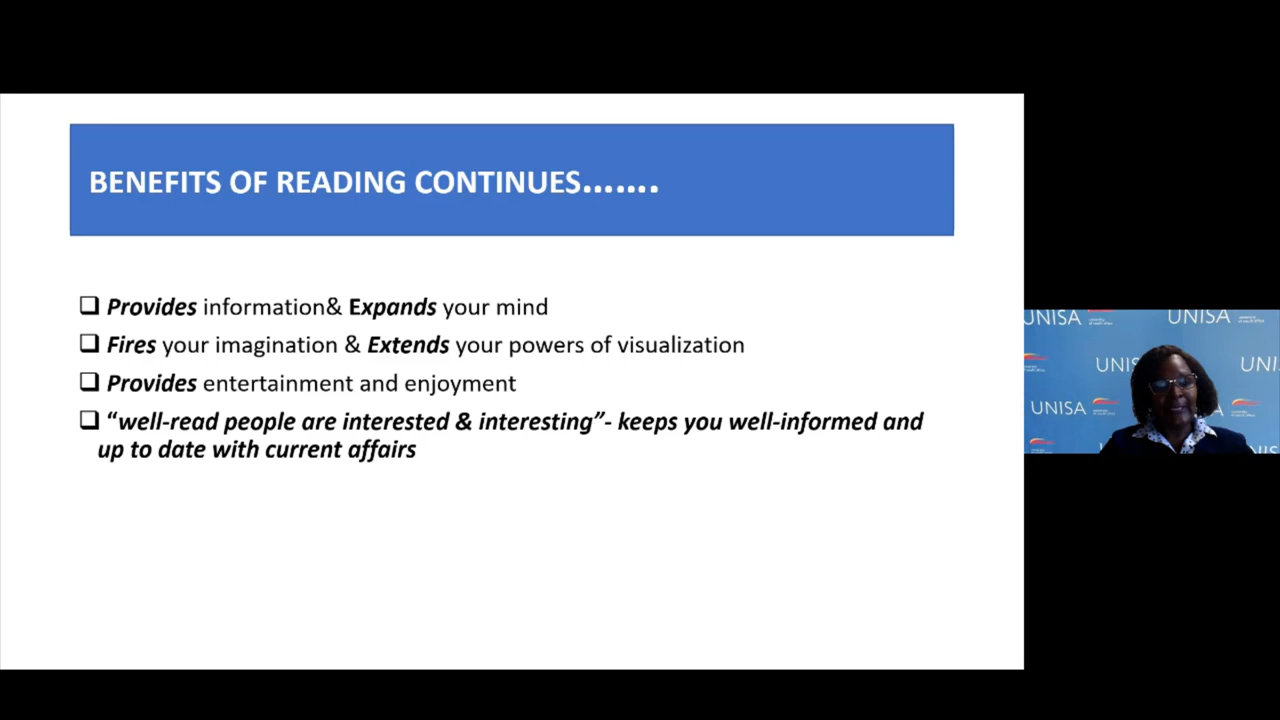 BENEFITS OF READING CONTINUES.......
Provides information& Expands your mind
Fires your imagination & Extends your powers of visualization
Provides entertainment and enjoyment
“well-read people are interested & interesting”- keeps you well-informed and
up to date with current affairs
UNISA
UNISA
UNIS
UNI
UNISA